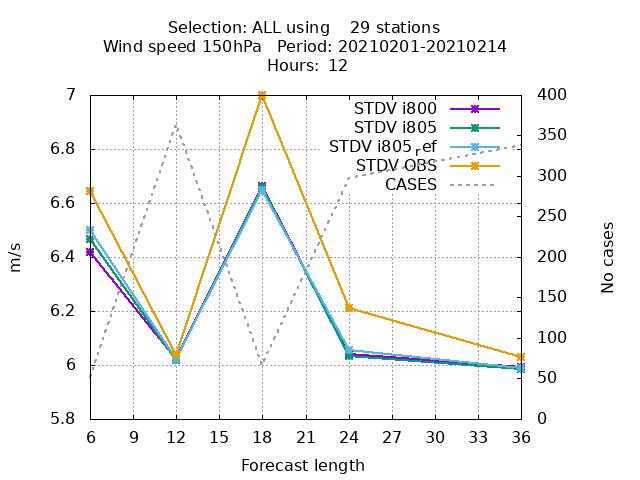 Selection: ALL using 29 stations
Wind speed 150hPa Period: 20210201-20210214
Hours: 12
7
6.8
6.6
6.4
6.2
6
5.8
m/s
400
350
300
250
200
150
100
50
0
No cases
STDV i800
STDV i805
STDV i805ref
STDV OBS
CASES
6 9 12 15 18 21 24 27 30 33 36
Forecast length